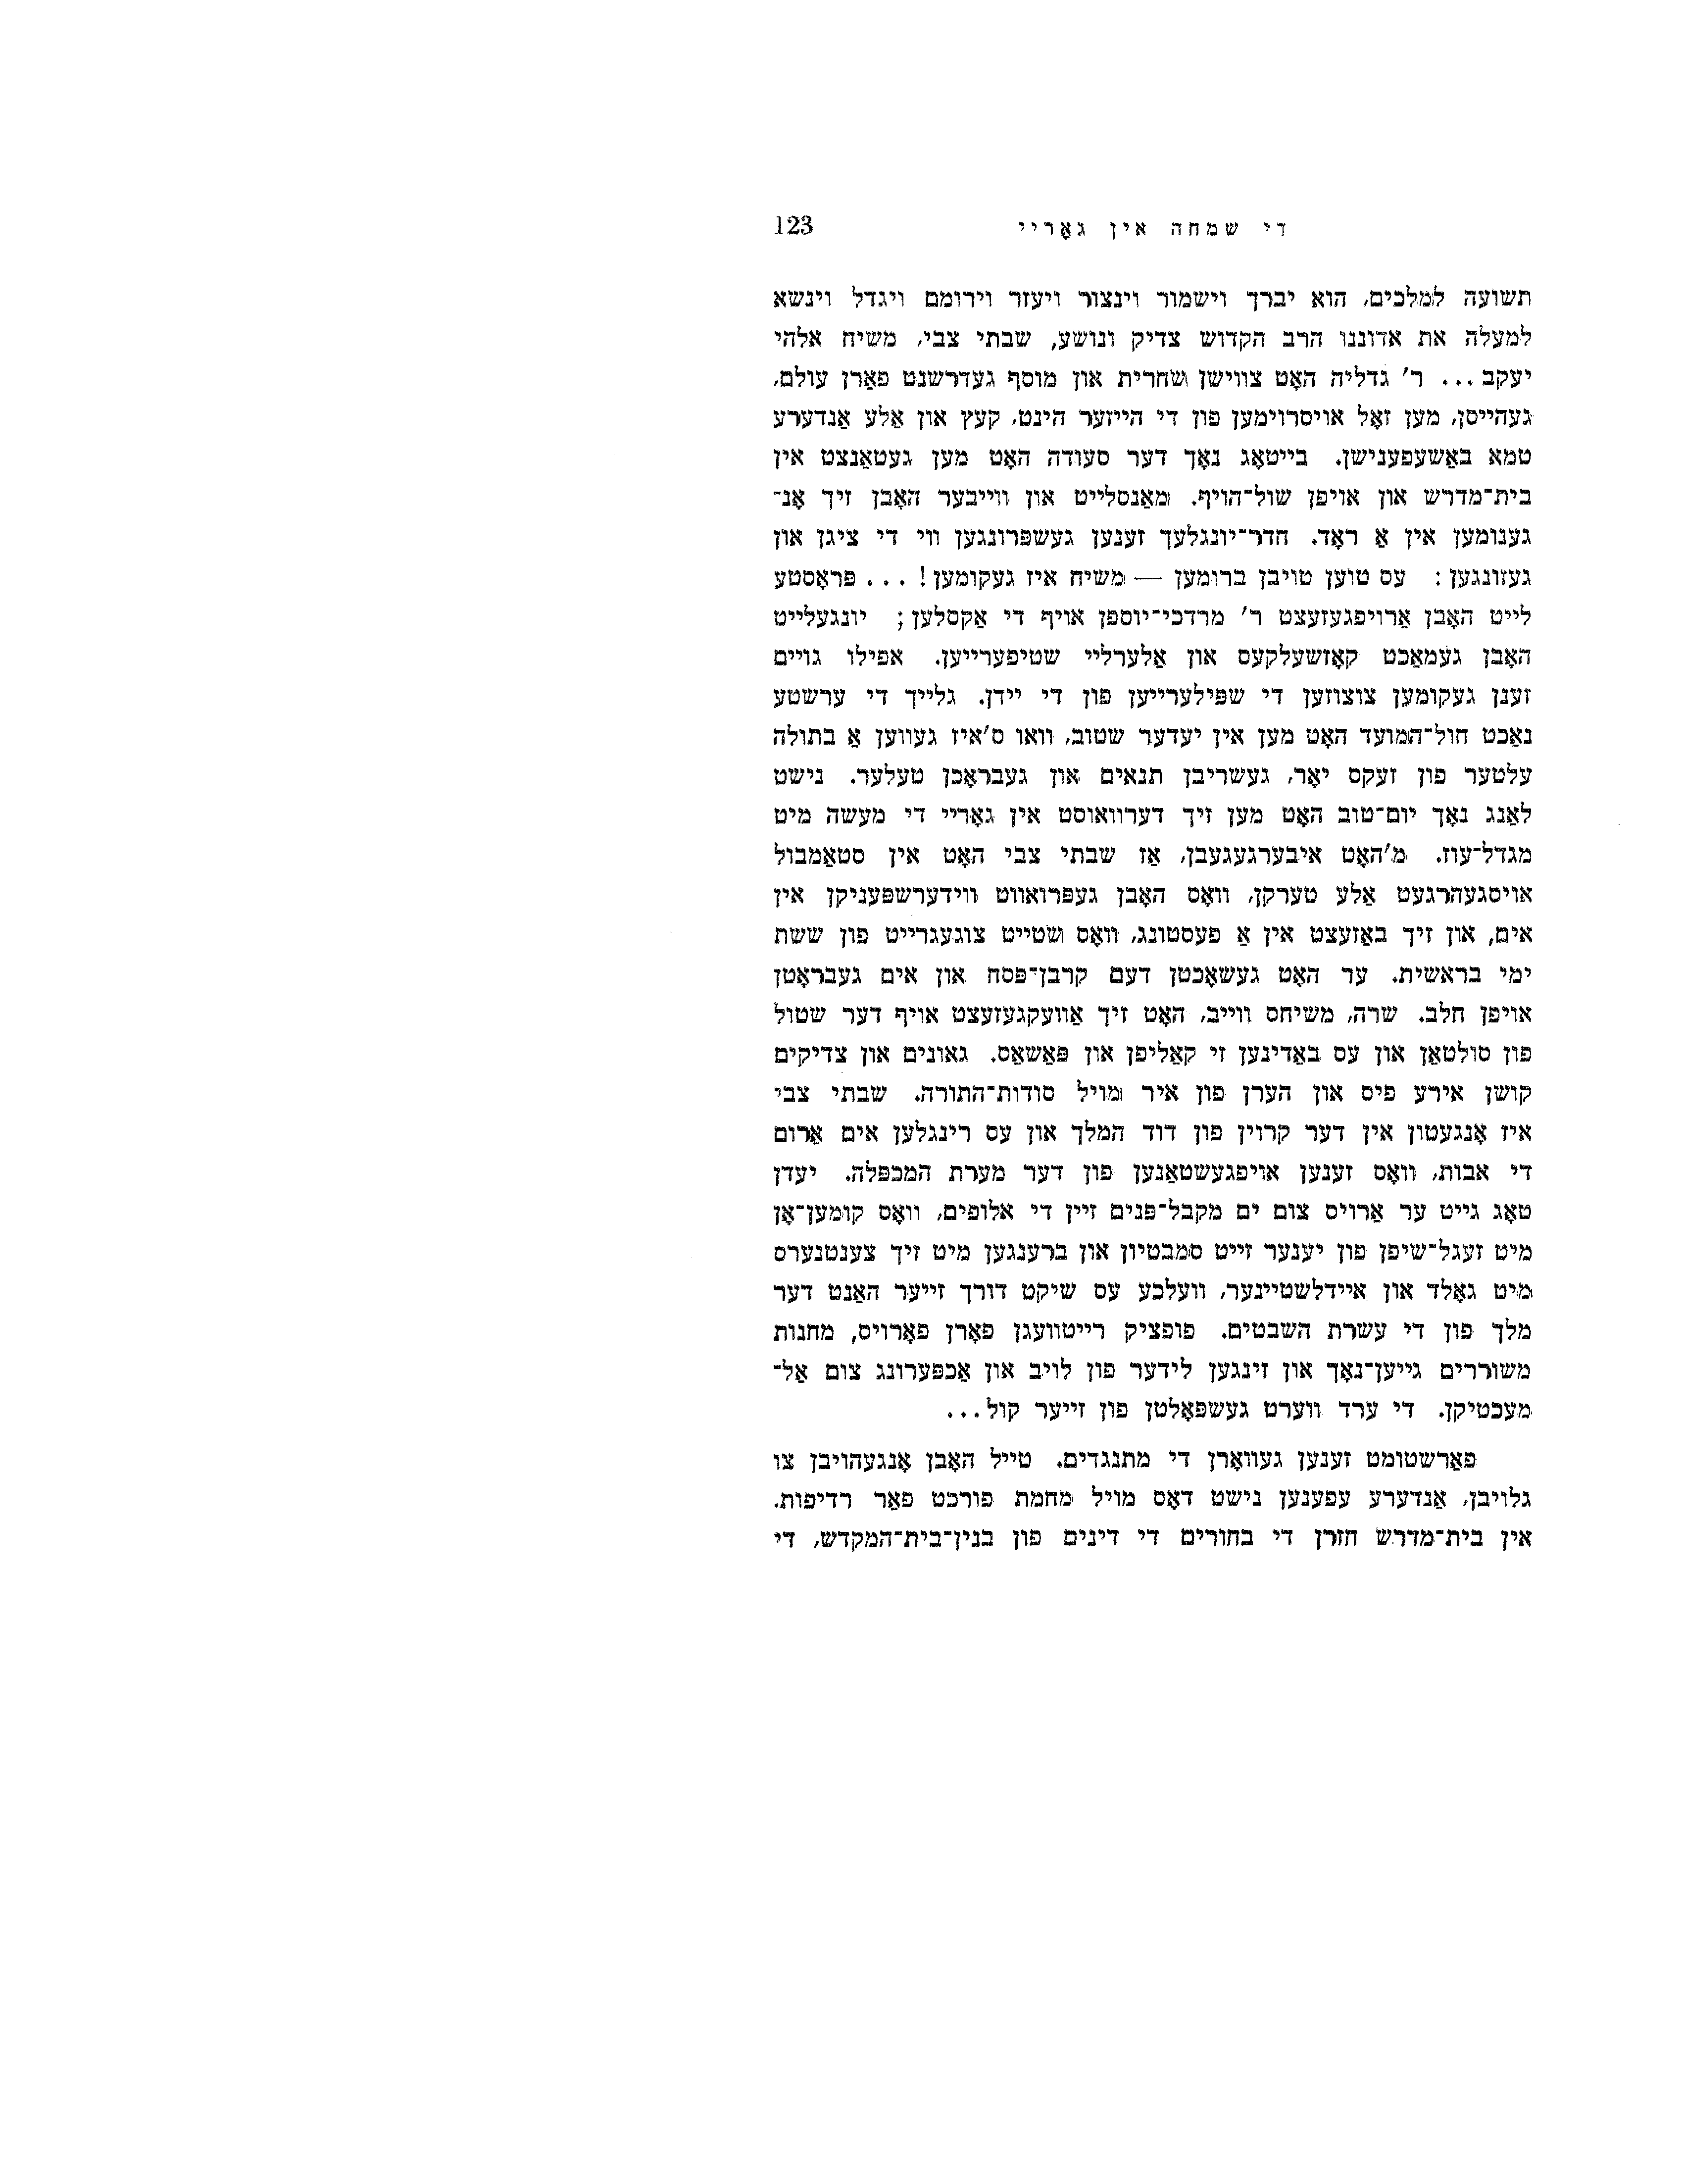 די שמחה אין גאָריי 123
תשועה למלכים, הוא יברך וישמור וינצור ויעזר וירומם ויגדל וינשא
למעלה את אדוננו הרב הקדוש צדיק ונושע, שבתי צבי, משיח אלהי
יעקב... ר' גדליה האָט צווישן שחרית און מוסף געדרשנט פאַרן עולם,
געהייסן, מען זאָל אויסרוימען פון די הייזער הינט, קעץ און אַלע אַנדערע
טמא באַשעפענישן. בייטאָג נאָך דער סעודה האָט מען געטאַנצט אין
בית־מדרש און אויפן שול־הויף. מאַנסלייט און ווייבער האָבן זיך אָנ־
גענומען אין אַ ראָד. חדר־יונגלעך זענען געשפּרונגען ווי די ציגן און
געזונגען: עס טוען טויבן ברומען — משיח איז געקומען!... פּראָסטע
לייט האָבן אַרויפגעזעצט ר' מרדכי־יוספן אויף די אַקסלען; יונגעלייט
האָבן געמאַכט קאָזשעלקעס און אַלערליי שטיפערייען. אפילו גויים
זענן געקומען צוצוזען די שפּילערייען פון די יידן. גלייך די ערשטע
נאַכט חול־המועד האָט מען אין יעדער שטוב, וואו ס'איז געווען אַ בתולה
עלטער פון זעקס יאָר, געשריבן תנאים און געבראָכן טעלער. נישט
לאַנג נאָך יום־טוב האָט מען זיך דערוואוסט אין גאָריי די מעשה מיט
מגדל־עוז. מ'האָט איבערגעגעבן, אַז שבתי צבי האָט אין סטאַמבול
אויסגעהרגעט אַלע טערקן, וואָס האָבן געפּרואווט ווידערשפּעניקן אין
אים, און זיך באַזעצט אין אַ פעסטונג, וואָס שטייט צוגעגרייט פון ששת
ימי בראשית. ער האָט געשאָכטן דעם קרבן־פּסח און אים געבראָטן
אויפן חלב. שרה, משיחס ווייב, האָט זיך אַוועקגעזעצט אויף דער שטול
פון סולטאַן און עס באַדינען זי קאַליפן און פּאַשאַס. גאונים און צדיקים
קושן אירע פיס און הערן פון איר מויל סודות־התורה. שבתי צבי
איז אָנגעטון אין דער קרוין פון דוד המלך און עס רינגלען אים אַרום
די אבות, וואָס זענען אויפגעשטאַנען פון דער מערת המכפּלה. יעדן
טאָג גייט ער אַרויס צום ים מקבל־פּנים זיין די אלופים, וואָס קומען־אָן
מיט זעגל־שיפן פון יענער זייט סמבטיון און ברענגען מיט זיך צענטנערס
מיט גאָלד און איידלשטיינער, וועלכע עס שיקט דורך זייער האַנט דער
מלך פון די עשרת השבטים. פופציק רייטוועגן פאָרן פאָרויס, מחנות
משוררים גייען־נאָך און זינגען לידער פון לויב און אַכפּערונג צום אַל־
מעכטיקן. די ערד ווערט געשפּאָלטן פון זייער קול...
פאַרשטומט זענען געוואָרן די מתנגדים. טייל האָבן אָנגעהויבן צו
גלויבן, אַנדערע עפענען נישט דאָס מויל מחמת פורכט פאַר רדיפות.
אין בית־מדרש חזרן די בחורים די דינים פון בנין־בית־המקדש, די